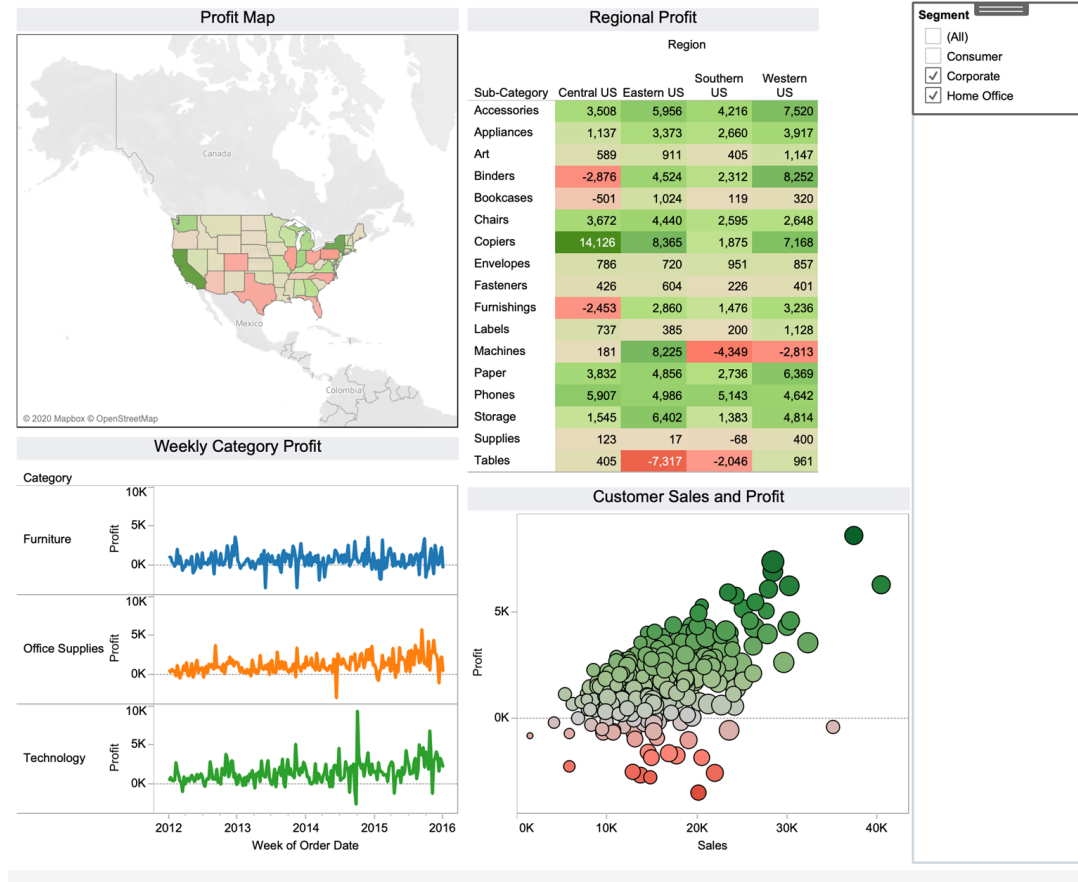 Profit Map
Canada
Mexico
Colombia
© 2020 Mapbox © OpenStreetMap
Regional Profit
Region
Sub-Category Central US Eastern US Southern US Western US
Accessories 3,508 5,956 4,216 7,520
Appliances 1,137 3,373 2,660 3,917
Art 589 911 405 1,147
Binders -2,876 4,524 2,312 8,252
Bookcases -501 1,024 119 320
Chairs 3,672 4,440 2,595 2,648
Copiers 14,126 8,365 1,875 7,168
Envelopes 786 720 951 857
Fasteners 426 604 226 401
Furnishings -2,453 2,860 1,476 3,236
Labels 737 385 200 1,128
Machines 181 8,225 -4,349 -2,813
Paper 3,832 4,856 2,736 6,369
Phones 5,907 4,986 5,143 4,642
Storage 1,545 6,402 1,383 4,814
Supplies 123 17 -68 400
Tables 405 -7,317 -2,046 961
Segment
(All)
Consumer
Corporate
Home Office
Weekly Category Profit
Category
Furniture
Profit
10K
5K
0K
Office Supplies
Profit
10K
5K
0K
Technology
Profit
10K
5K
0K
2012 2013 2014 2015 2016
Week of Order Date
Customer Sales and Profit
Profit
5K
0K
0K 10K 20K 30K 40K
Sales